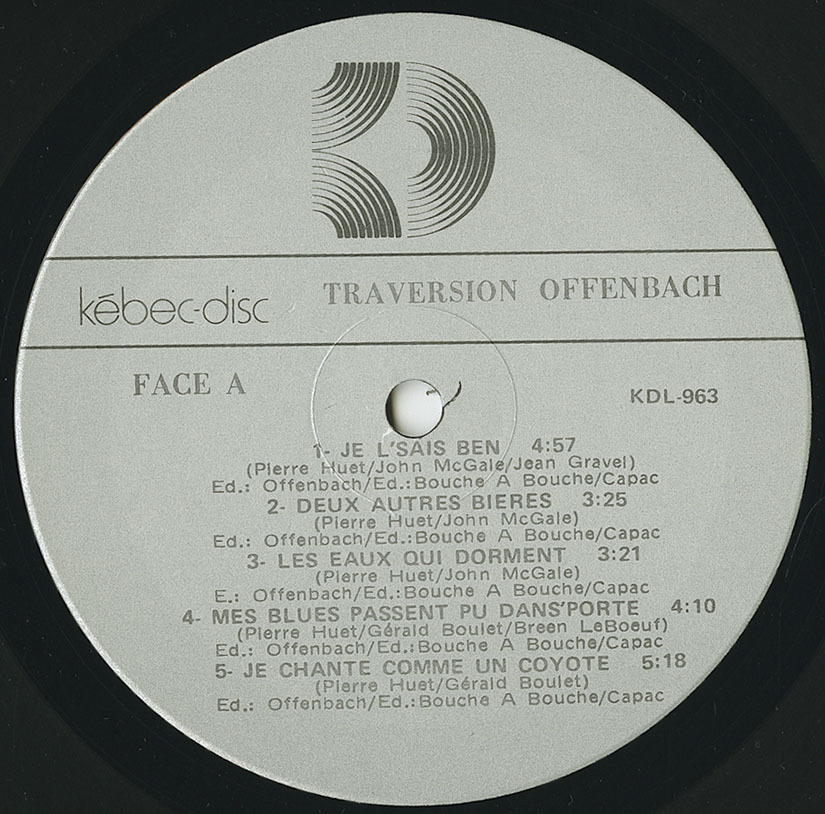 KD
kébec-disc TRAVERSION OFFENBACH
FACE A KDL-963
1- JE L'SAIS BEN 4:57
(Pierre Huet/John McGale/Jean Gravel)
Ed.: Offenbach/Ed.:Bouche A Bouche/Capac
2- DEUX AUTRES BIERES 3:25
(Pierre Huet/John McGale)
Ed.: Offenbach/Ed.:Bouche A Bouche/Capac
3- LES EAUX QUI DORMENT 3:21
(Pierre Huet/John McGale)
E.: Offenbach/Ed.:Bouche A Bouche/Capac
4- MES BLUES PASSENT PU DANS'PORTE 4:10
(Pierre Huet/Gérald Boulet/Breen LeBoeuf)
Ed.: Offenbach/Ed.:Bouche A Bouche/Capac
5- JE CHANTE COMME UN COYOTE 5:18
(Pierre Huet/Gérald Boulet)
Ed.: Offenbach/Ed.:Bouche A Bouche/Capac